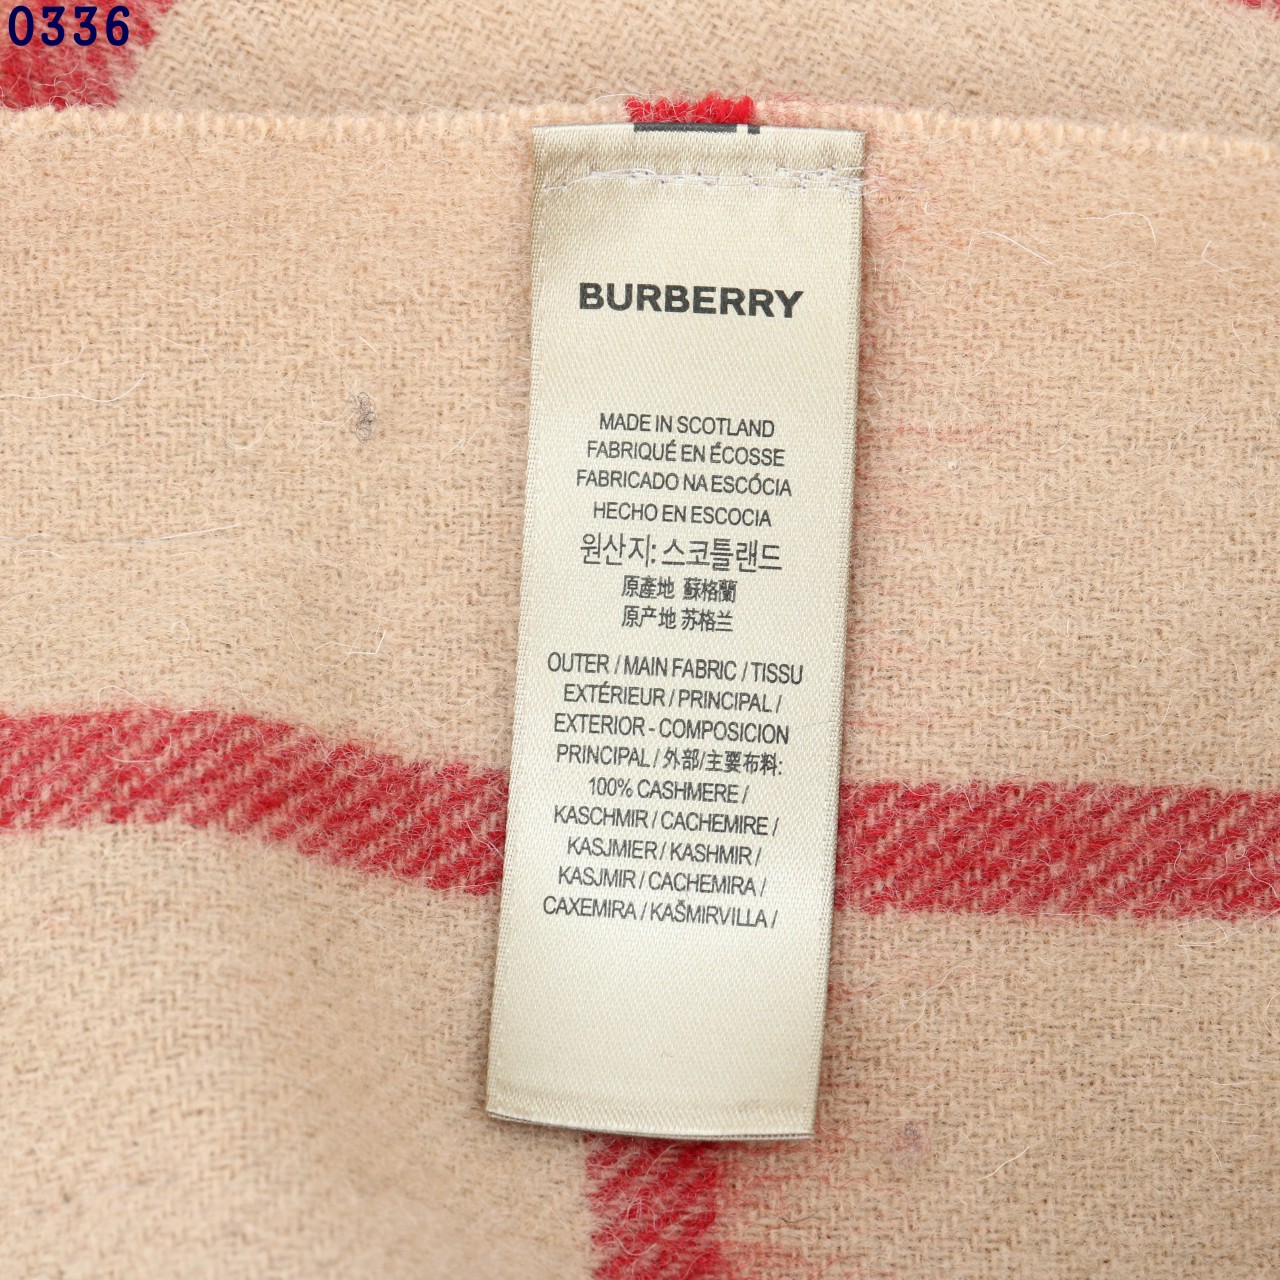 0336
BURBERRY
MADE IN SCOTLAND
FABRIQUÉ EN ÉCOSSE
FABRICADO NA ESCÓCIA
HECHO EN ESCOCIA
원산지: 스코틀랜드
原產地 蘇格蘭
原产地 苏格兰
OUTER / MAIN FABRIC / TISSU
EXTÉRIEUR / PRINCIPAL /
EXTERIOR - COMPOSICION
PRINCIPAL / 外部/主要布料:
100% CASHMERE /
KASCHMIR / CACHEMIRE /
KASJMIER / KASHMIR /
KASJMIR / CACHEMIRA /
CAXEMIRA / KAŠMIRVILLA /